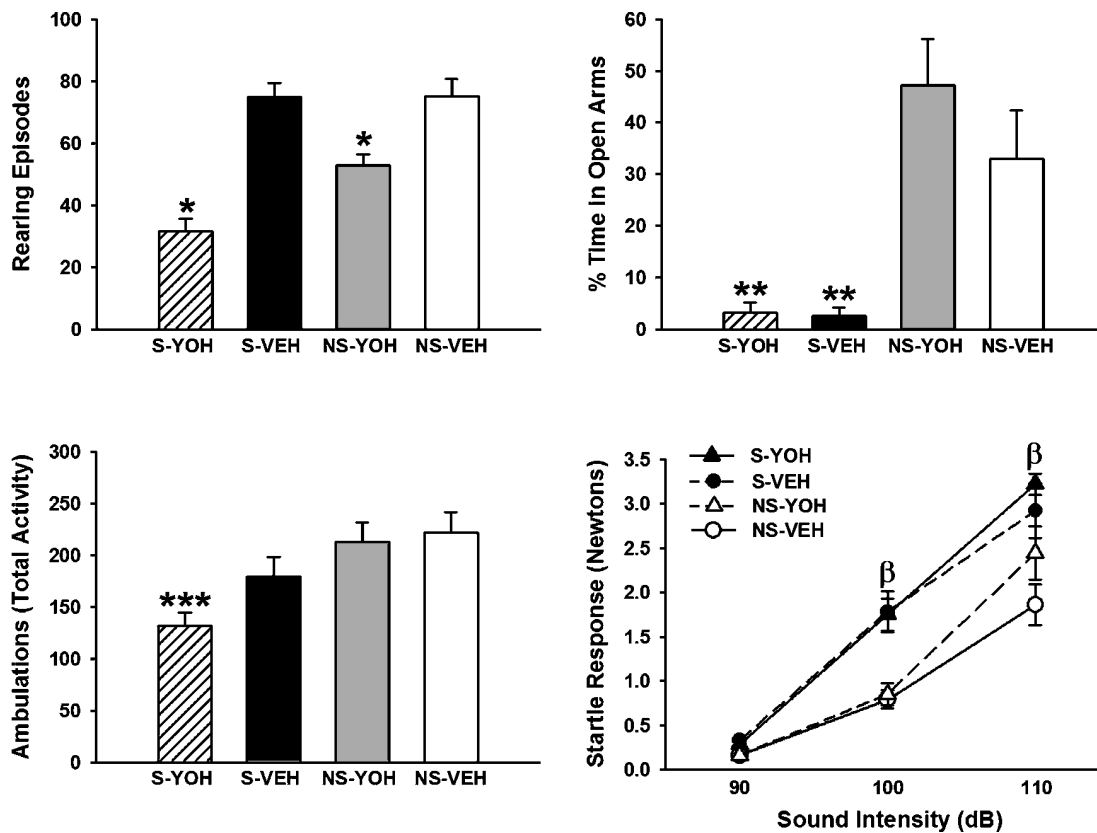 Rearing Episodes
100
80
60
40
20
0
*
*
S-YOH S-VEH NS-YOH NS-VEH
% Time In Open Arms
60
50
40
30
20
10
0
**
**
S-YOH S-VEH NS-YOH NS-VEH
Ambulations (Total Activity)
300
250
200
150
100
50
0
***
S-YOH S-VEH NS-YOH NS-VEH
Startle Response (Newtons)
3.5
3.0
2.5
2.0
1.5
1.0
0.5
0.0
S-YOH
S-VEH
NS-YOH
NS-VEH
β
β
90 100 110
Sound Intensity (dB)